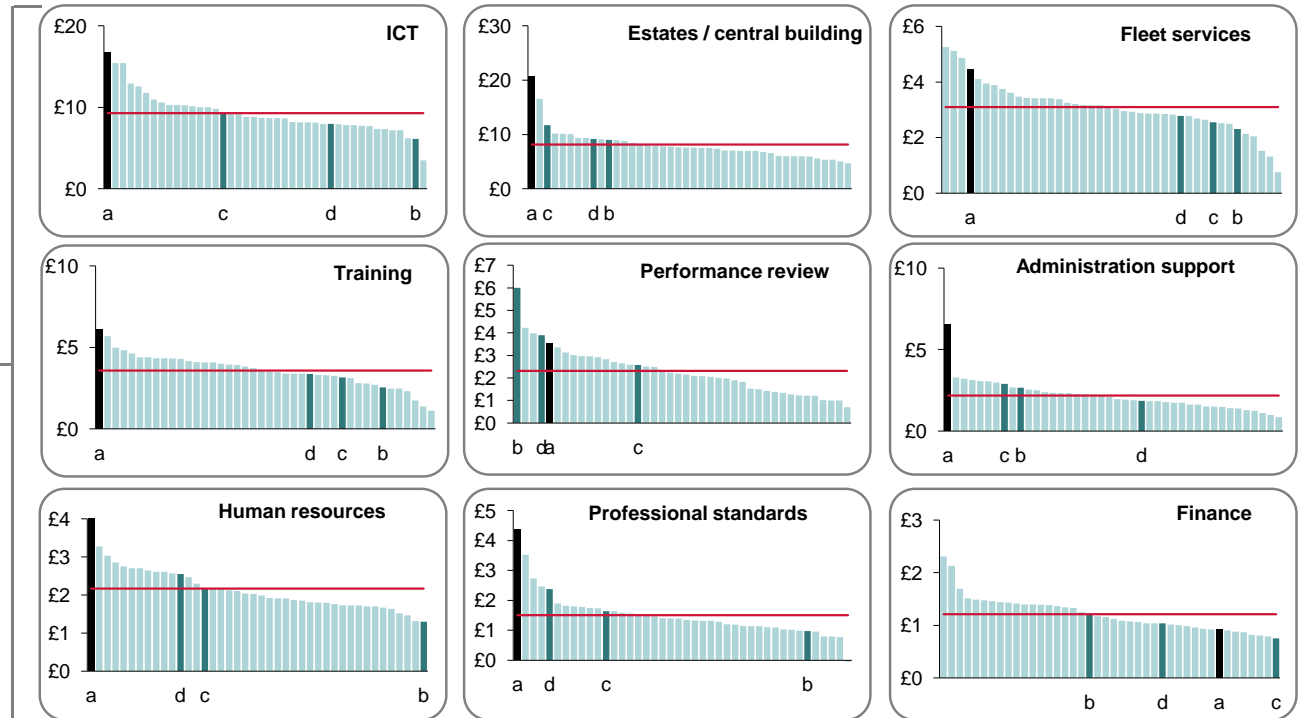 ICT
£20
£10
£0
a c d b
Estates / central building
£30
£20
£10
£0
a c d b
Fleet services
£6
£4
£2
£0
a d c b
Training
£10
£5
£0
a d c b
Performance review
£7
£6
£5
£4
£3
£2
£1
£0
b d a c
Administration support
£10
£5
£0
a c b d
Human resources
£4
£3
£2
£1
£0
a d c b
Professional standards
£5
£4
£3
£2
£1
£0
a d c b
Finance
£3
£2
£1
£0
b d a c